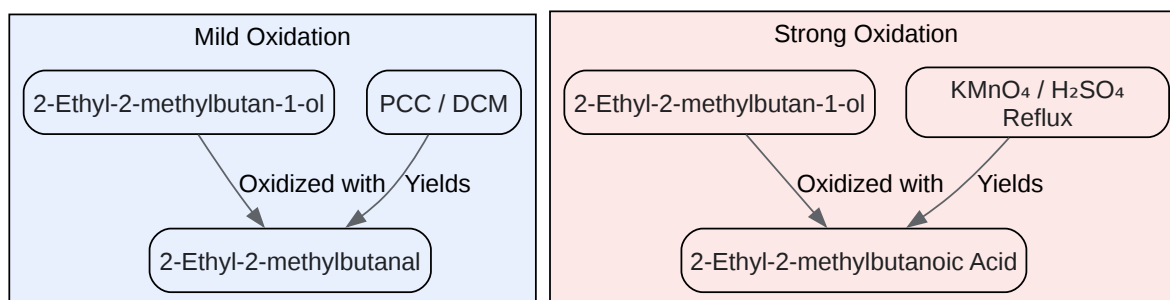 Mild Oxidation
2-Ethyl-2-methylbutan-1-ol
PCC / DCM
Oxidized with
Yields
2-Ethyl-2-methylbutanal
Strong Oxidation
2-Ethyl-2-methylbutan-1-ol
KMnO₄ / H₂SO₄
Reflux
Oxidized with
Yields
2-Ethyl-2-methylbutanoic Acid